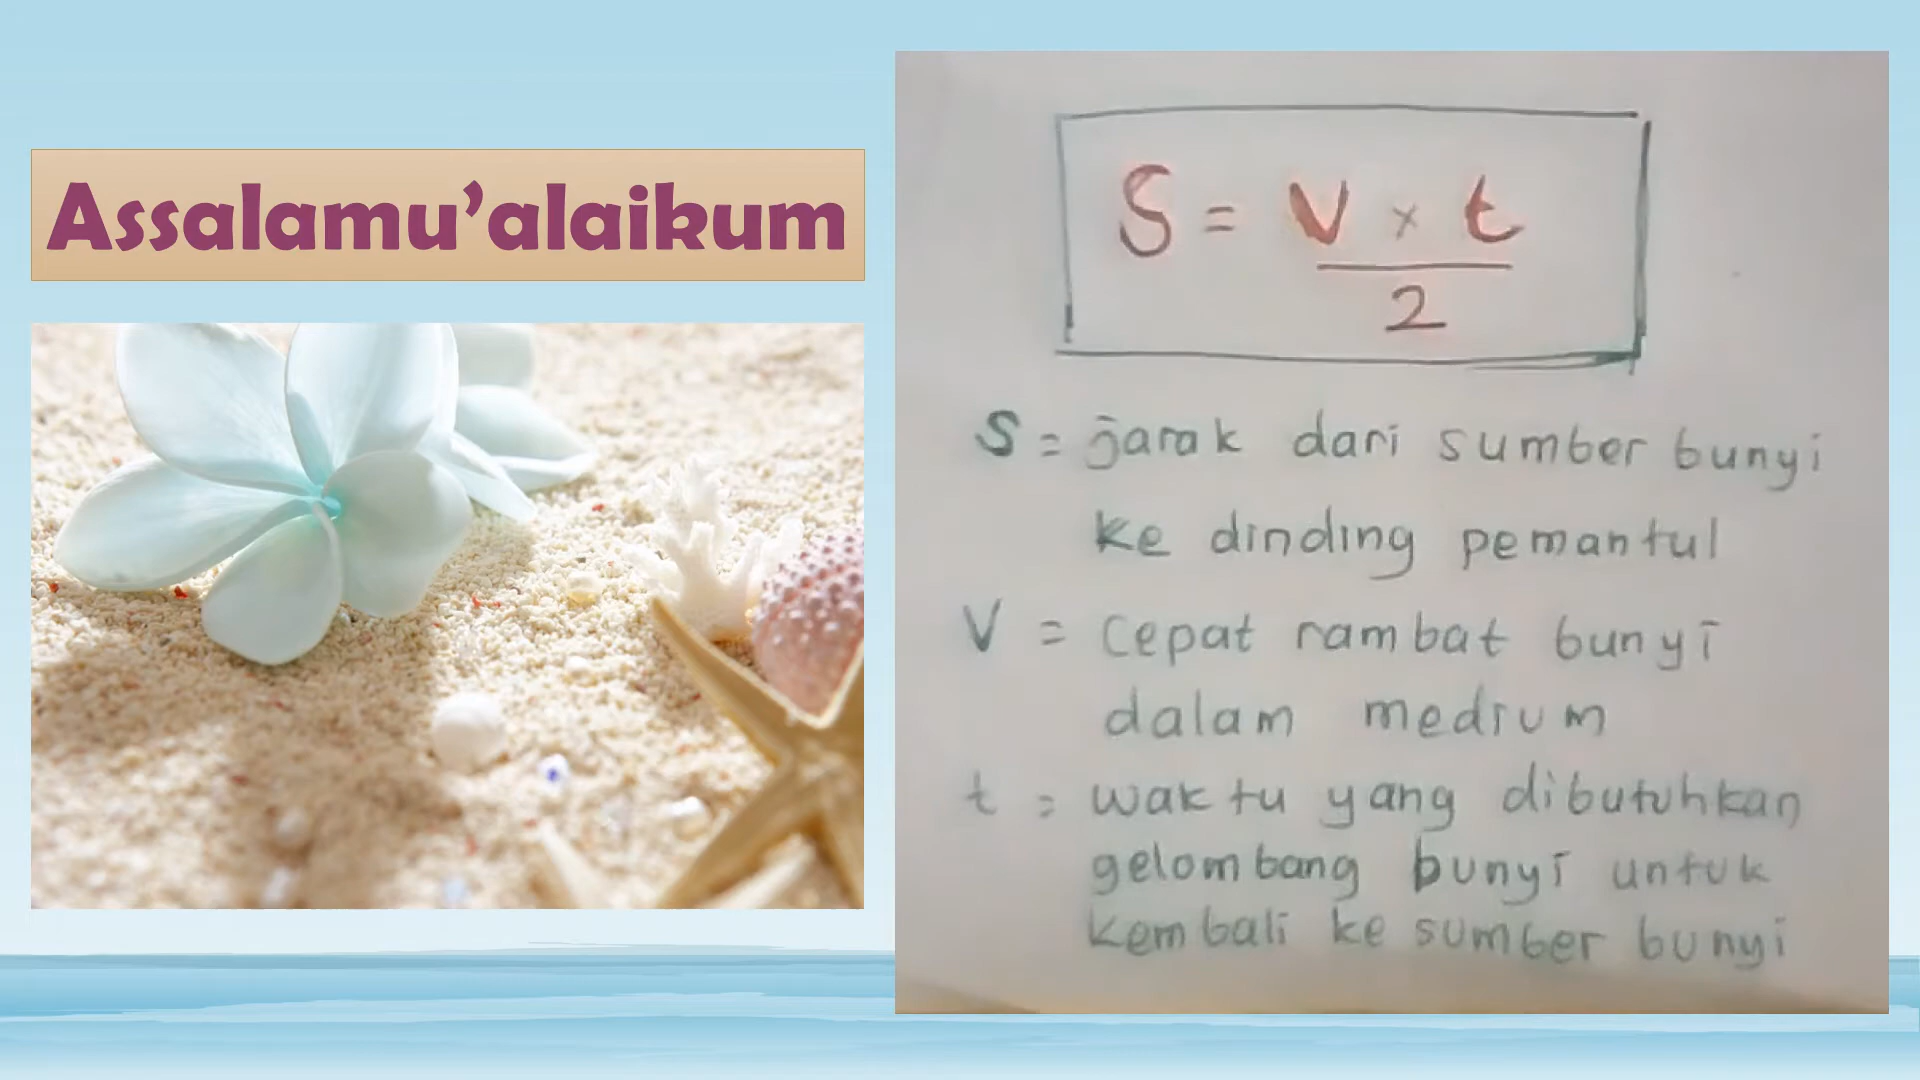 Assalamu’alaikum
S = V x t
2
S = jarak dari sumber bunyi
ke dinding pemantul
V = cepat rambat bunyi
dalam medium
t = waktu yang dibutuhkan
gelombang bunyi untuk
kembali ke sumber bunyi